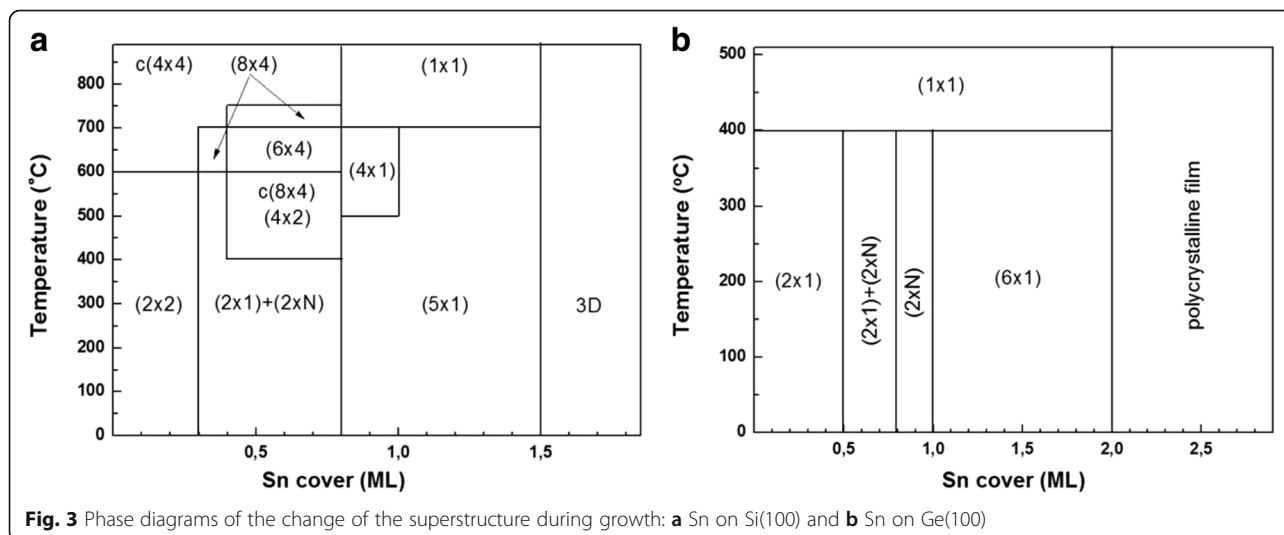 a
c(4x4)
(8x4)
(1x1)
(6x4)
(4x1)
c(8x4)
(4x2)
(2x2)
(2x1)+(2xN)
(5x1)
3D
800
700
600
500
400
300
200
100
0
Temperature (˚C)
0,5
1,0
1,5
Sn cover (ML)
b
(1x1)
(2x1)
(2x1)+(2xN)
(2xN)
(6x1)
polycrystalline film
500
400
300
200
100
0
Temperature (ºC)
0,5
1,0
1,5
2,0
2,5
Sn cover (ML)
Fig. 3 Phase diagrams of the change of the superstructure during growth: a Sn on Si(100) and b Sn on Ge(100)